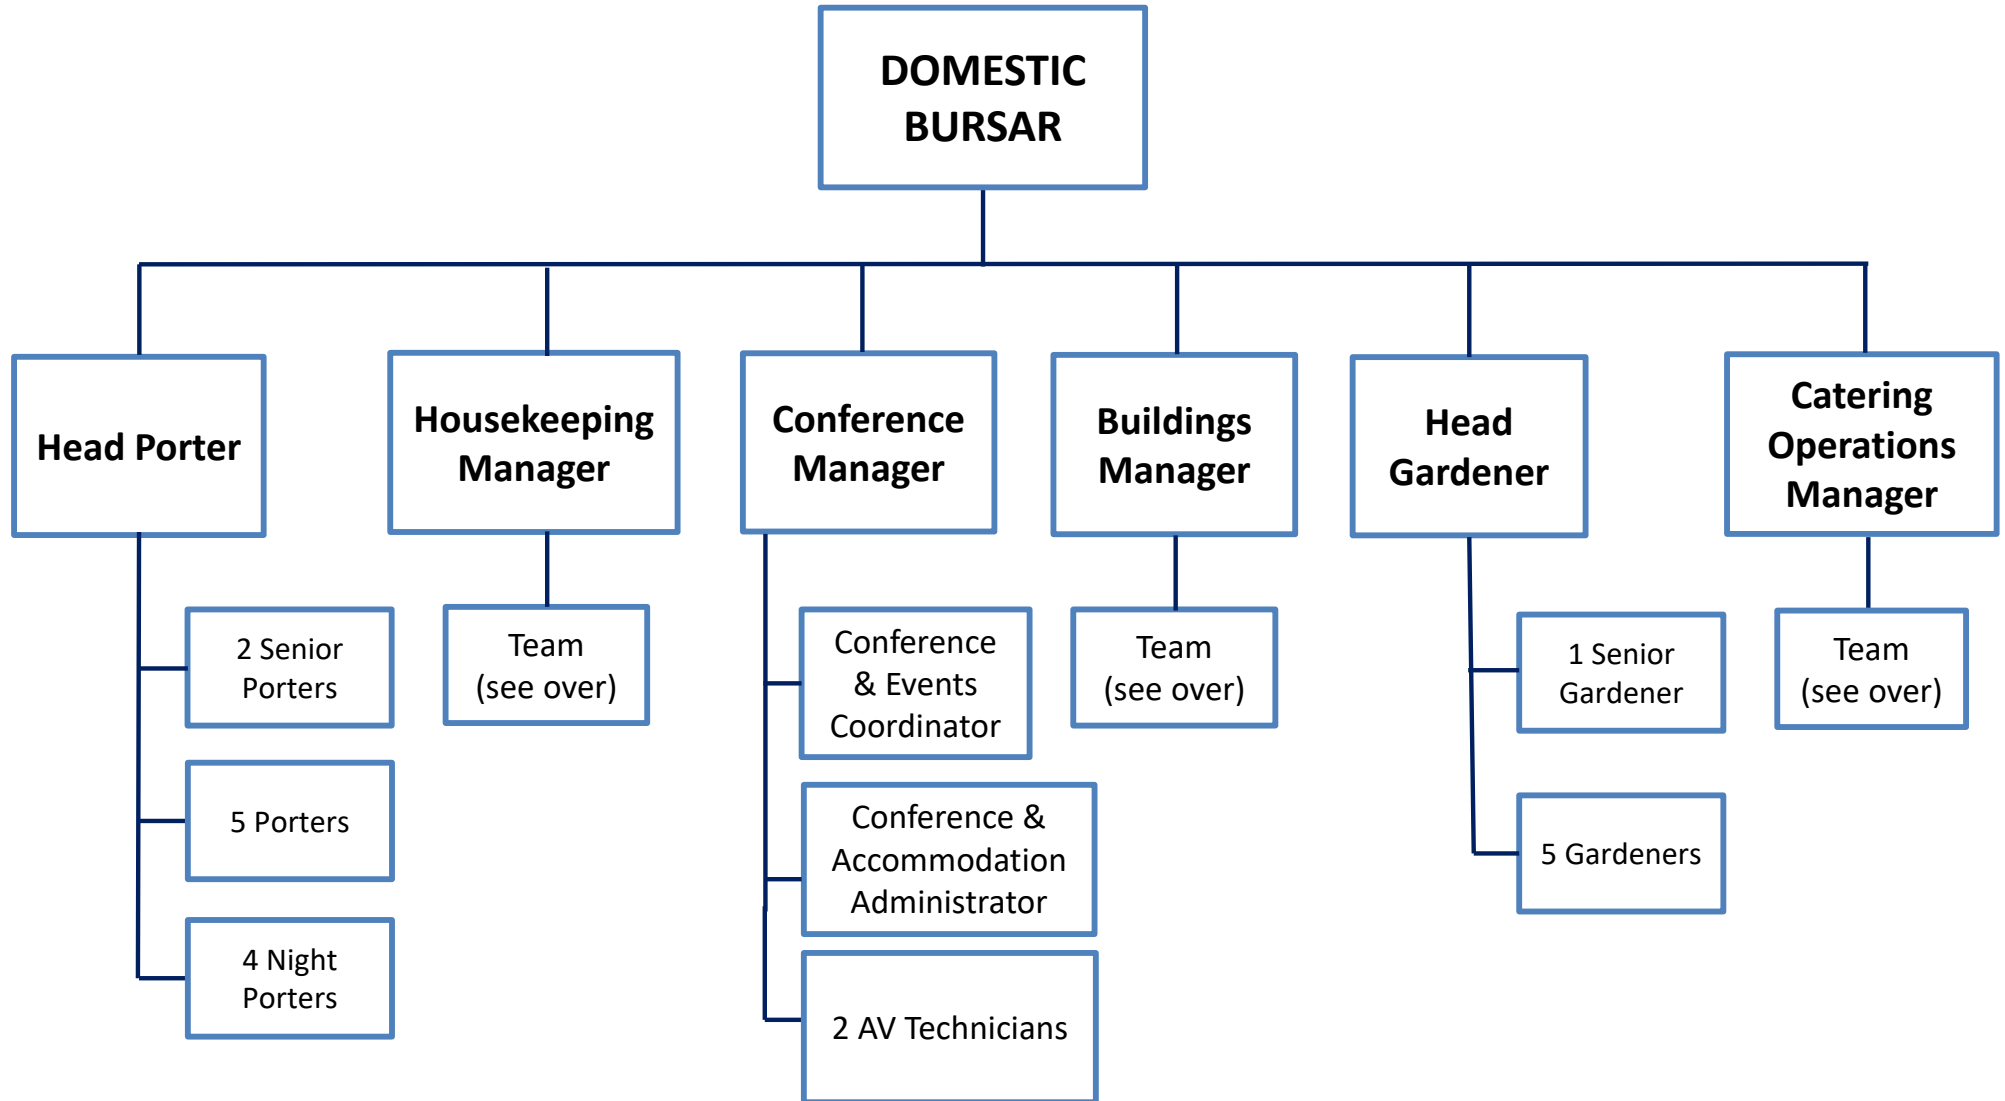 DOMESTIC
BURSAR
Head Porter
Housekeeping
Manager
Conference
Manager
Buildings
Manager
Head
Gardener
Catering
Operations
Manager
2 Senior
Porters
5 Porters
4 Night
Porters
Team
(see over)
Conference
& Events
Coordinator
Conference &
Accommodation
Administrator
2 AV Technicians
Team
(see over)
1 Senior
Gardener
5 Gardeners
Team
(see over)